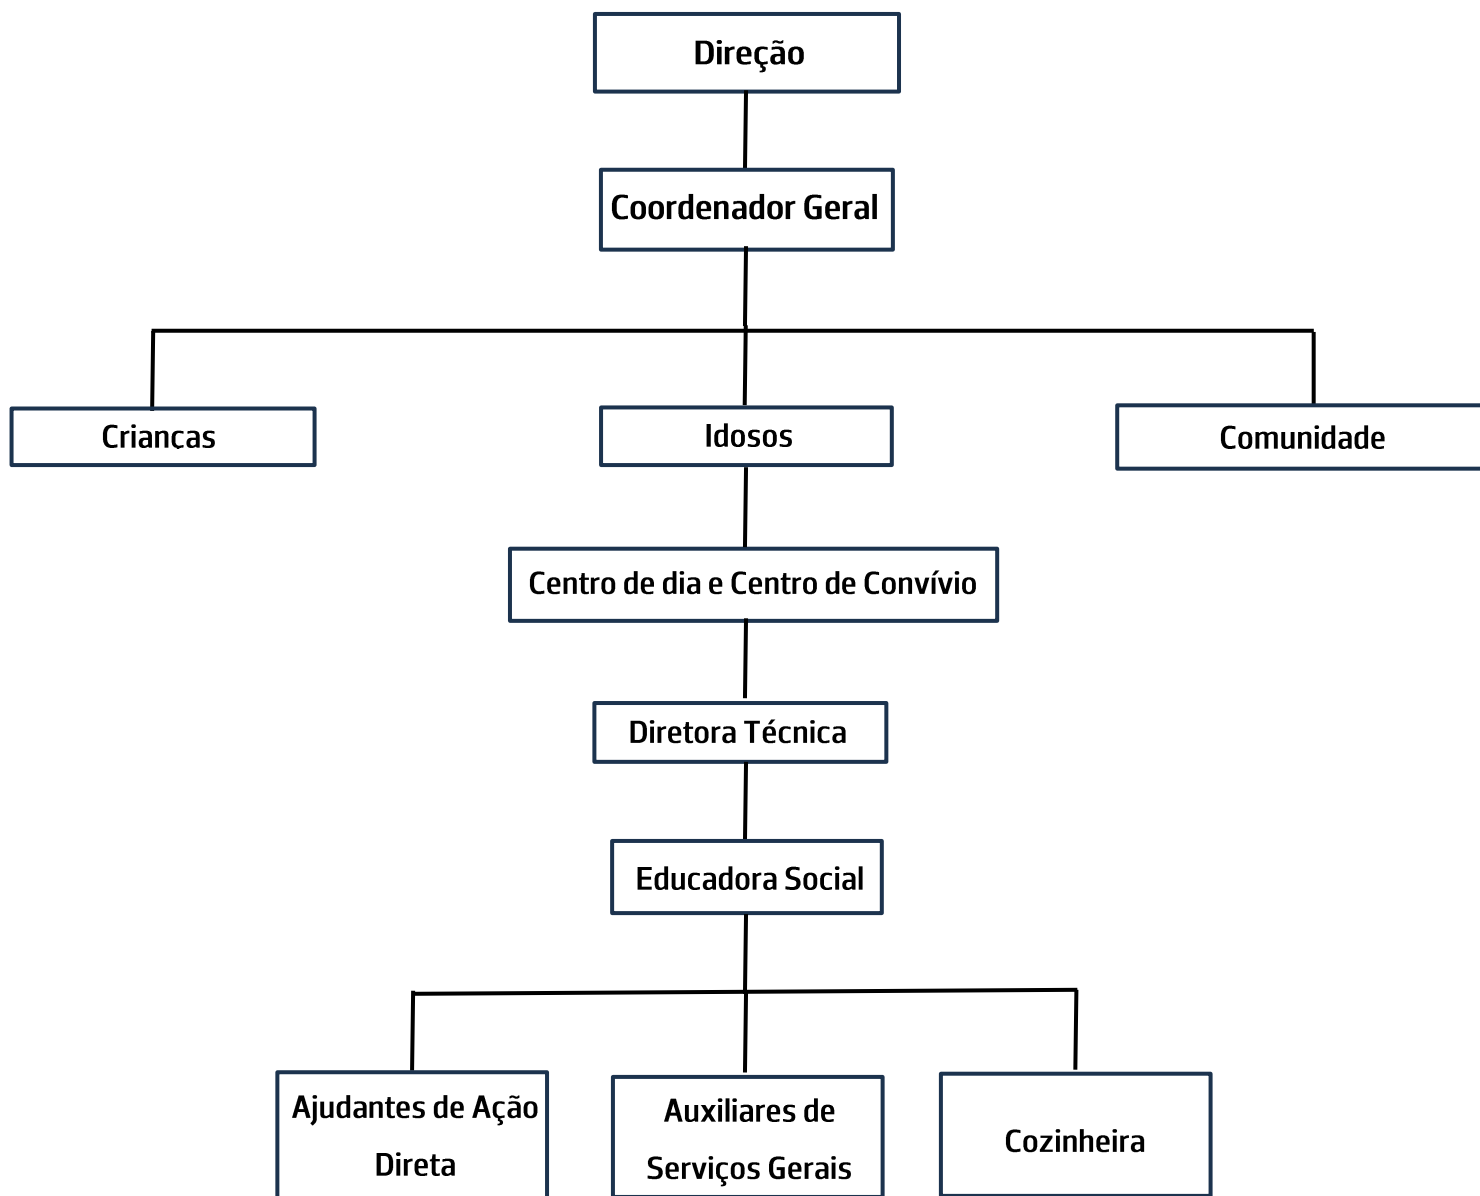 Direção
Coordenador Geral
Crianças
Idosos
Comunidade
Centro de dia e Centro de Convívio
Diretora Técnica
Educadora Social
Ajudantes de Ação
Direta
Auxiliares de
Serviços Gerais
Cozinheira